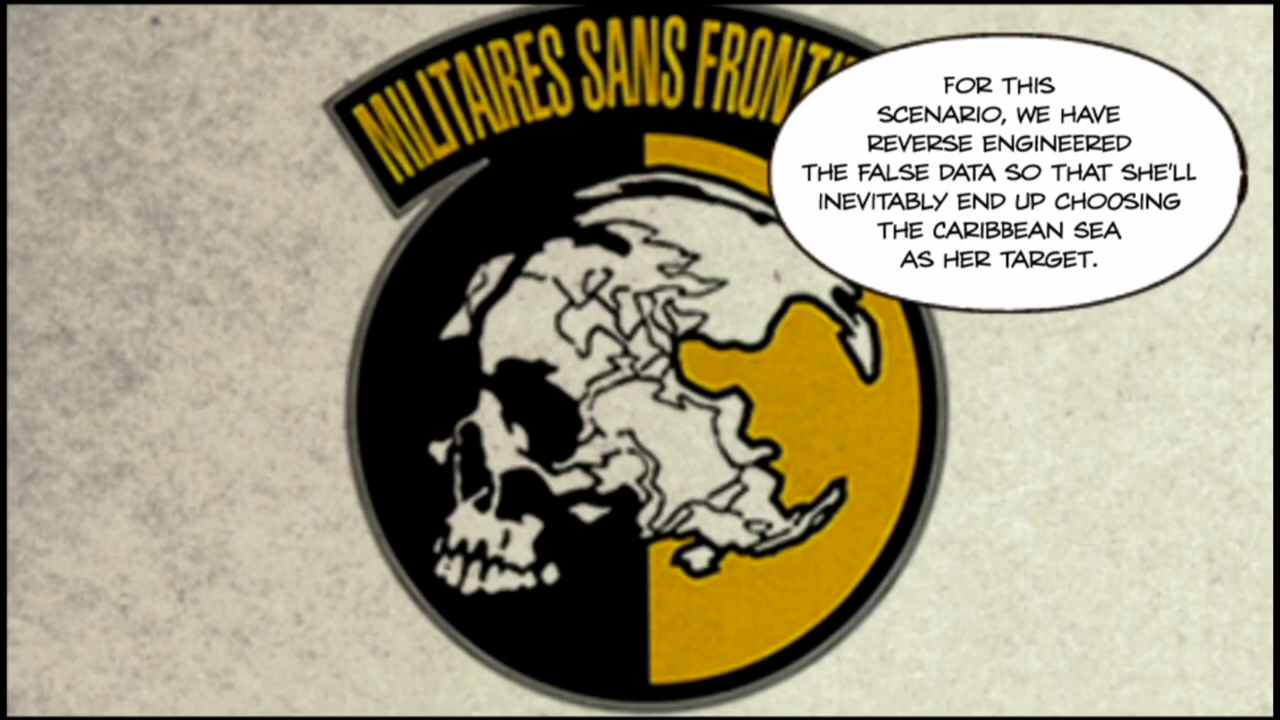 MILITAIRES SANS
FOR THIS
SCENARIO, WE HAVE
REVERSE ENGINEERED
THE FALSE DATA SO THAT SHE'LL
INEVITABLY END UP CHOOSING
THE CARIBBEAN SEA
AS HER TARGET.